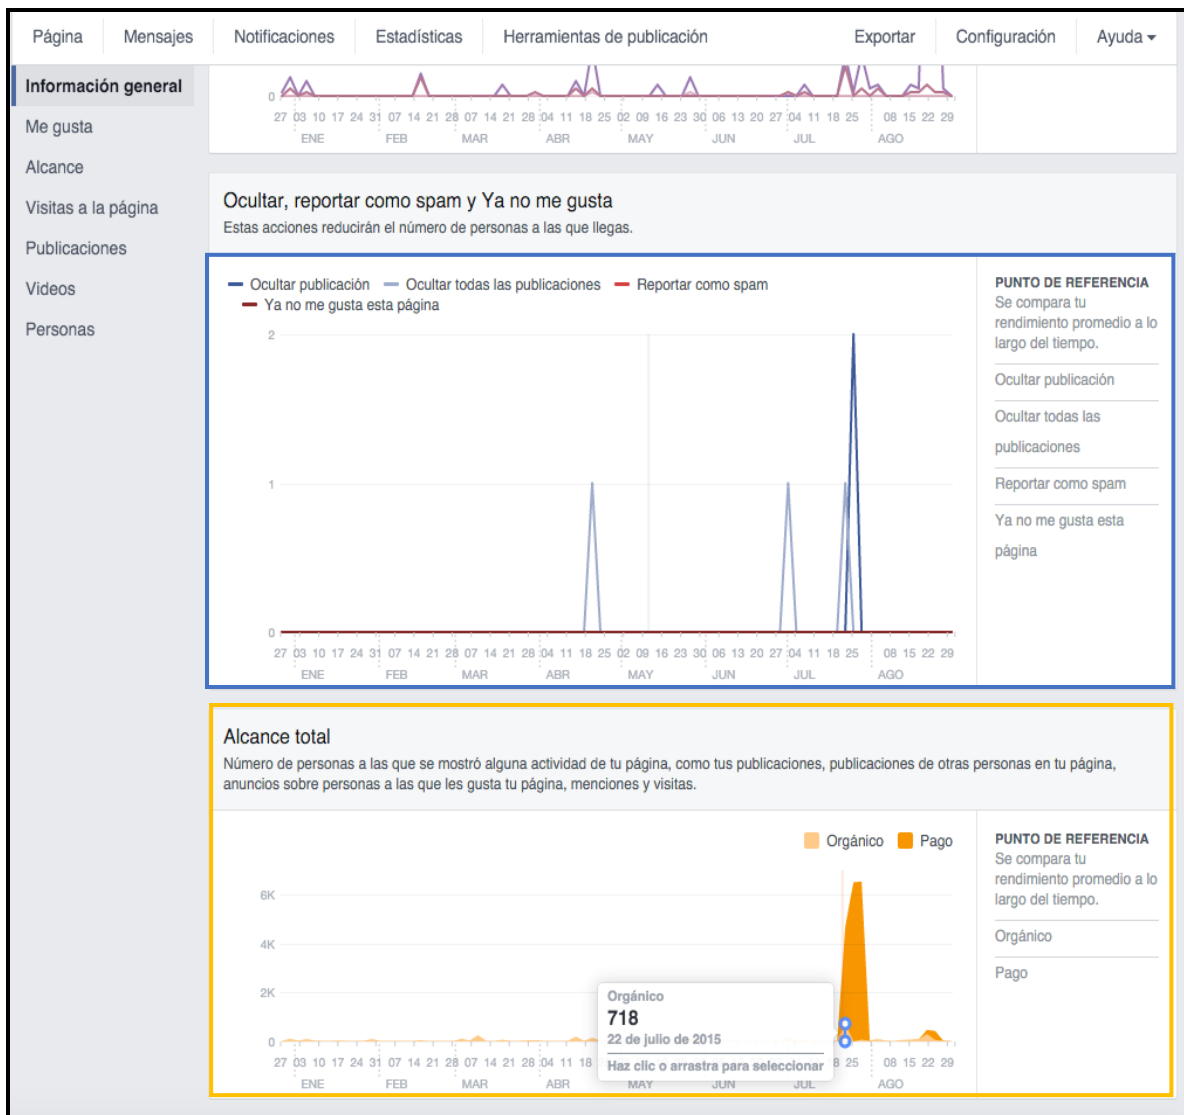 Página Mensajes Notificaciones Estadísticas Herramientas de publicación Exportar Configuración Ayuda
Información general
Me gusta
Alcance
Visitas a la página
Publicaciones
Videos
Personas
0
27 03 10 17 24 31 07 14 21 28 07 14 21 28 04 11 18 25 02 09 16 23 30 06 13 20 27 04 11 18 25 08 15 22 29
ENE FEB MAR ABR MAY JUN JUL AGO
Ocultar, reportar como spam y Ya no me gusta
Estas acciones reducirán el número de personas a las que llegas.
Ocultar publicación Ocultar todas las publicaciones Reportar como spam
Ya no me gusta esta página
2
1
0
27 03 10 17 24 31 07 14 21 28 07 14 21 28 04 11 18 25 02 09 16 23 30 06 13 20 27 04 11 18 25 08 15 22 29
ENE FEB MAR ABR MAY JUN JUL AGO
PUNTO DE REFERENCIA
Se compara tu
rendimiento promedio a lo
largo del tiempo.
Ocultar publicación
Ocultar todas las
publicaciones
Reportar como spam
Ya no me gusta esta
página
Alcance total
Número de personas a las que se mostró alguna actividad de tu página, como tus publicaciones, publicaciones de otras personas en tu página,
anuncios sobre personas a las que les gusta tu página, menciones y visitas.
Orgánico Pago
6K
4K
2K
0
Orgánico
718
22 de julio de 2015
Haz clic o arrastra para seleccionar
27 03 10 17 24 31 07 14 21 28 07 14 21 28 04 11 18 8 25 08 15 22 29
ENE FEB MAR ABR MAY JUN JUL AGO
PUNTO DE REFERENCIA
Se compara tu
rendimiento promedio a lo
largo del tiempo.
Orgánico
Pago